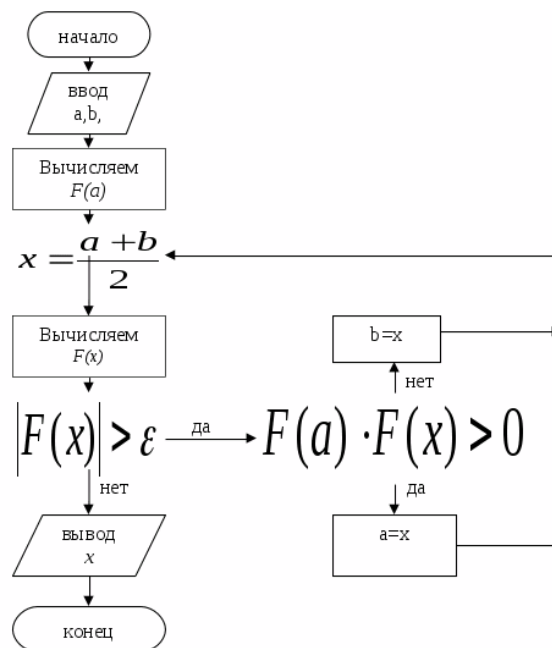 начало
ввод
a,b,
Вычисляем
F(a)
x = a + b / 2
Вычисляем
F(x)
|F(x)| > ε
да
F(a) · F(x) > 0
нет
b=x
да
a=x
нет
вывод
x
конец